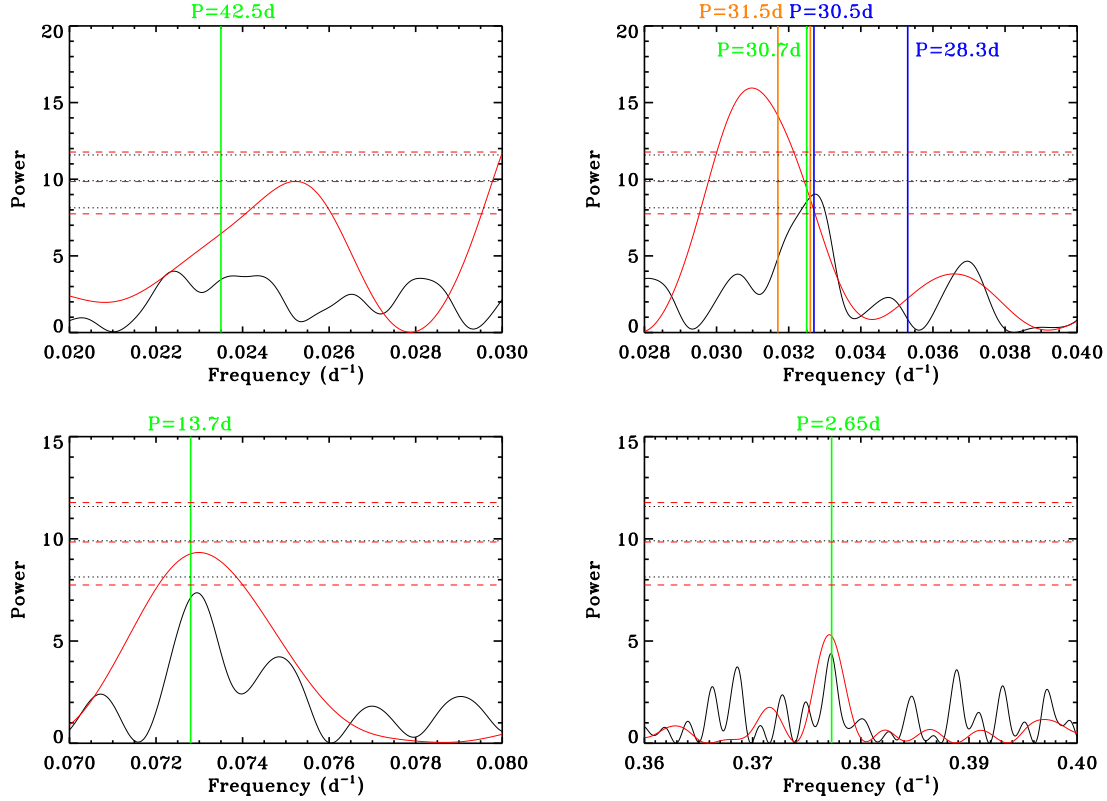 P=42.5d
20
15
10
5
0
Power
0.020 0.022 0.024 0.026 0.028 0.030
Frequency (d⁻¹)
P=31.5d P=30.5d
P=30.7d P=28.3d
20
15
10
5
0
Power
0.028 0.030 0.032 0.034 0.036 0.038 0.040
Frequency (d⁻¹)
P=13.7d
15
10
5
0
Power
0.070 0.072 0.074 0.076 0.078 0.080
Frequency (d⁻¹)
P=2.65d
15
10
5
0
Power
0.36 0.37 0.38 0.39 0.40
Frequency (d⁻¹)